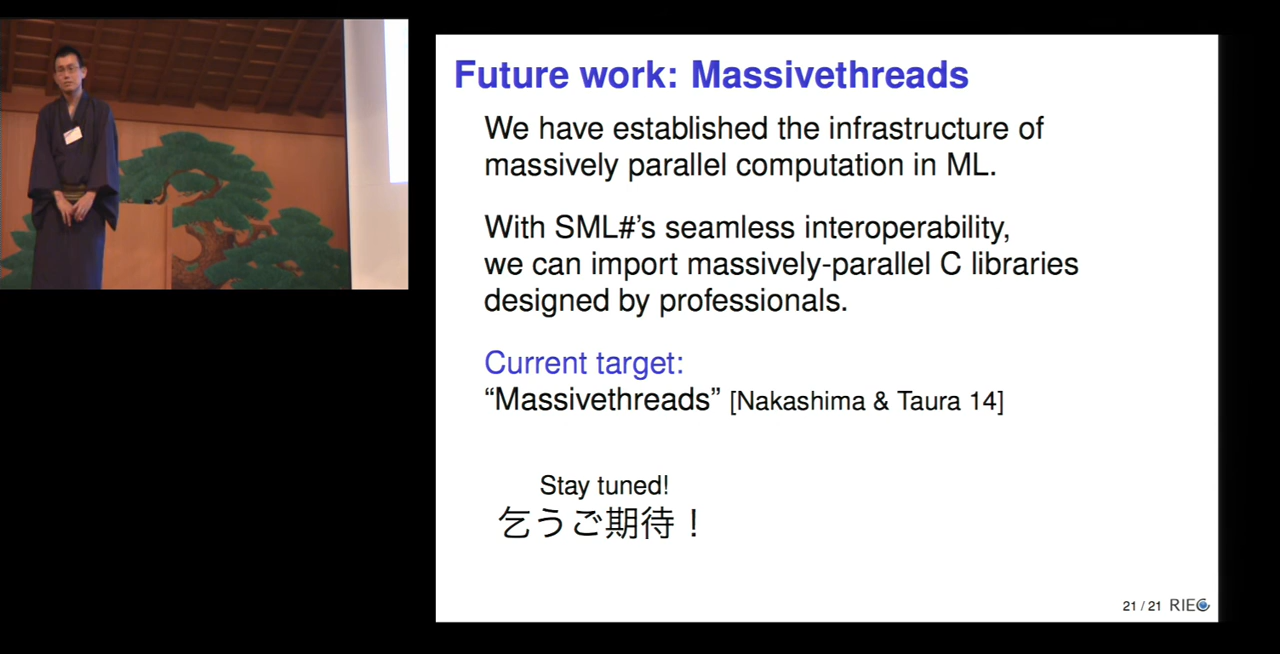 Future work: Massivethreads
We have established the infrastructure of
massively parallel computation in ML.
With SML#'s seamless interoperability,
we can import massively-parallel C libraries
designed by professionals.
Current target:
“Massivethreads” [Nakashima & Taura 14]
Stay tuned!
乞うご期待！
21 / 21 RIEC